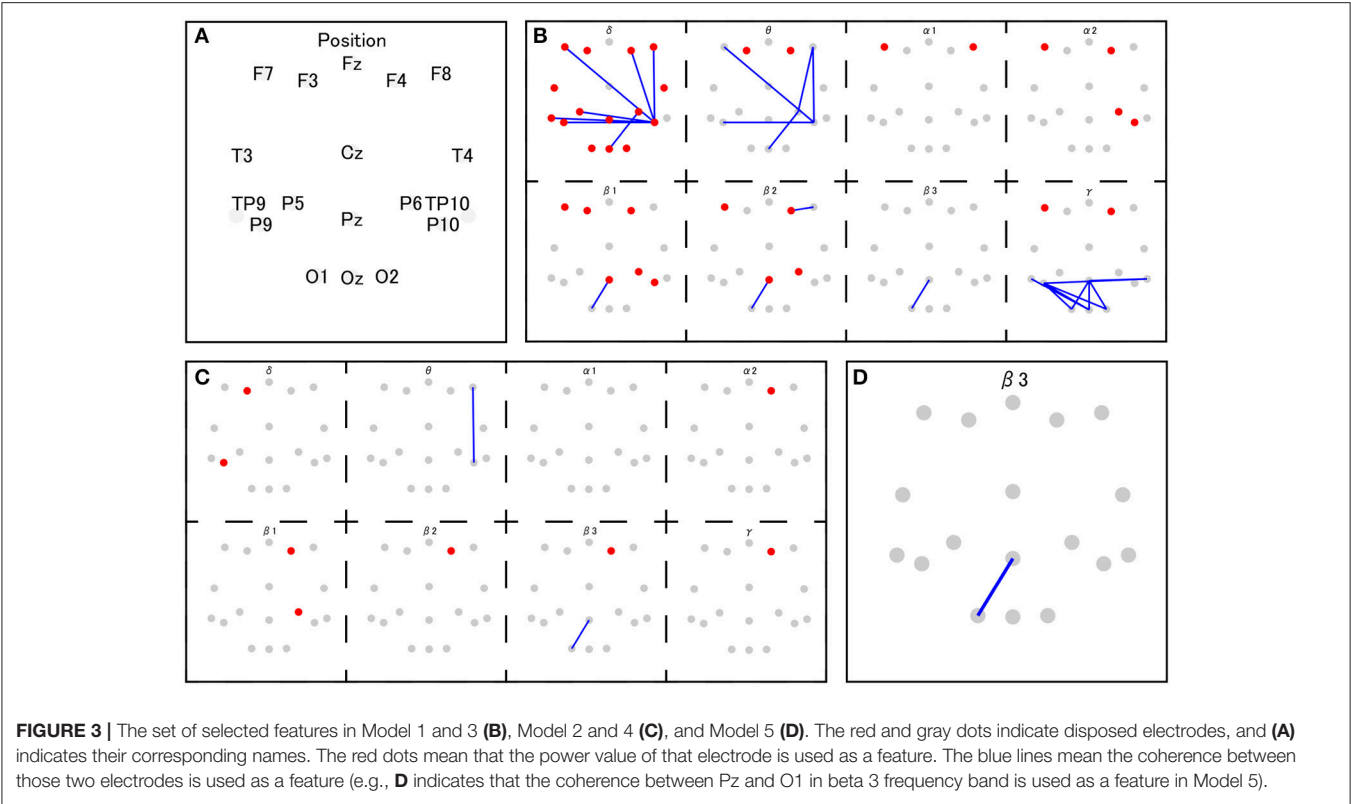 A
Position
Fz
F7 F3 F4 F8
T3 Cz T4
TP9 P5 P6 TP10
P9 Pz P10
O1 Oz O2
B
δ θ α1 α2
β1 β2 β3 γ
C
δ θ α1 α2
β1 β2 β3 γ
D
β3
FIGURE 3 | The set of selected features in Model 1 and 3 (B), Model 2 and 4 (C), and Model 5 (D). The red and gray dots indicate disposed electrodes, and (A)
indicates their corresponding names. The red dots mean that the power value of that electrode is used as a feature. The blue lines mean the coherence between
those two electrodes is used as a feature (e.g., D indicates that the coherence between Pz and O1 in beta 3 frequency band is used as a feature in Model 5).